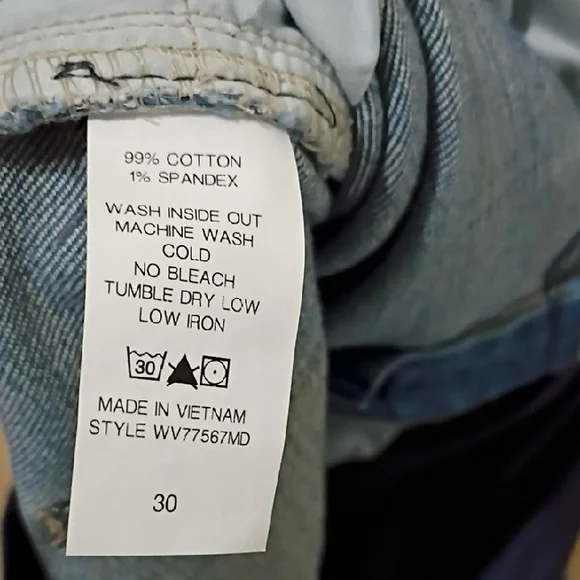 99% COTTON
1% SPANDEX
WASH INSIDE OUT
MACHINE WASH
COLD
NO BLEACH
TUMBLE DRY LOW
LOW IRON
30
MADE IN VIETNAM
STYLE WV77567MD
30